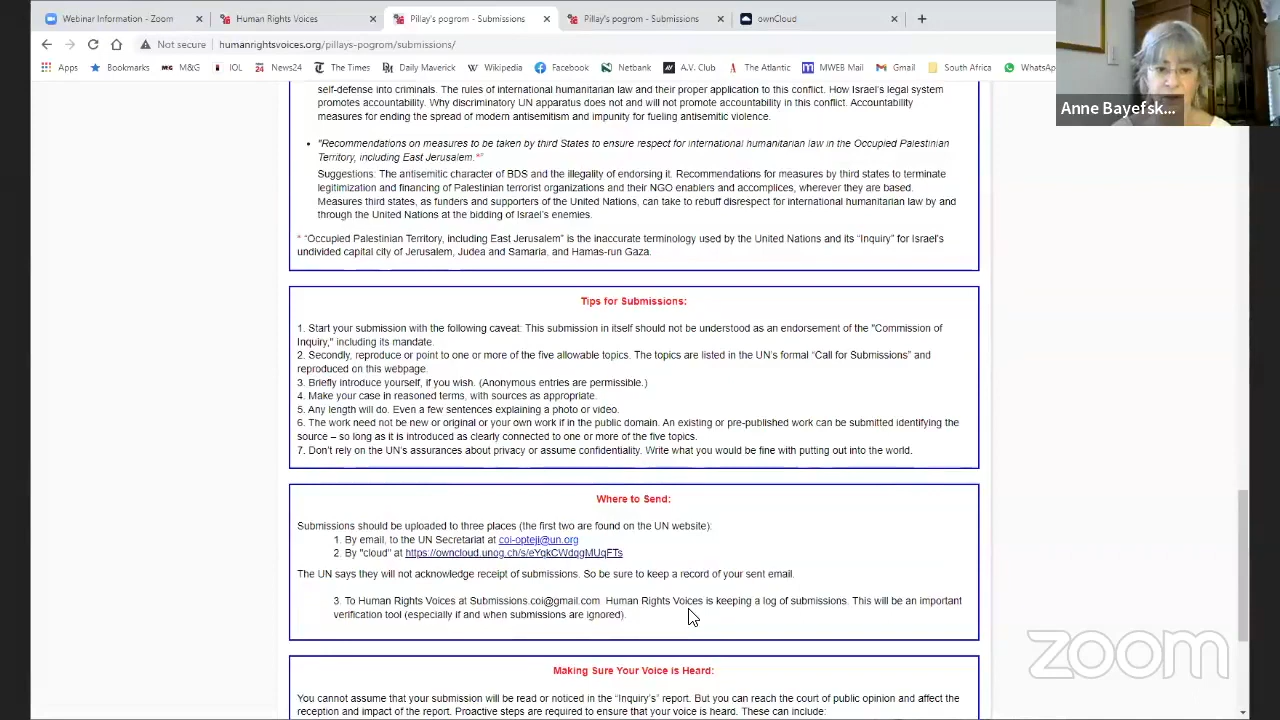 Webinar Information - Zoom
Human Rights Voices
Pillay's pogrom - Submissions
Pillay's pogrom - Submissions
ownCloud
Not secure
humanrightsvoices.org/pillays-pogrom/submissions/
Apps
Bookmarks
M&G M&G
IOL
24 News24
The Times
Daily Maverick
W Wikipedia
Facebook
Netbank
AV A.V. Club
A The Atlantic
MWEB Mail
Gmail
South Africa
WhatsAp
Anne Bayefsk...
self-defense into criminals. The rules of international humanitarian law and their proper application to this conflict. How Israel's legal system
promotes accountability. Why discriminatory UN apparatus does not and will not promote accountability in this conflict. Accountability
measures for ending the spread of modern antisemitism and impunity for fueling antisemitic violence.
• "Recommendations on measures to be taken by third States to ensure respect for international humanitarian law in the Occupied Palestinian
Territory, including East Jerusalem.*"
Suggestions: The antisemitic character of BDS and the illegality of endorsing it. Recommendations for measures by third states to terminate
legitimization and financing of Palestinian terrorist organizations and their NGO enablers and accomplices, wherever they are based.
Measures third states, as funders and supporters of the United Nations, can take to rebuff disrespect for international humanitarian law by and
through the United Nations at the bidding of Israel's enemies.
* "Occupied Palestinian Territory, including East Jerusalem" is the inaccurate terminology used by the United Nations and its "Inquiry" for Israel's
undivided capital city of Jerusalem, Judea and Samaria, and Hamas-run Gaza.
Tips for Submissions:
1. Start your submission with the following caveat: This submission in itself should not be understood as an endorsement of the "Commission of
Inquiry," including its mandate.
2. Secondly, reproduce or point to one or more of the five allowable topics. The topics are listed in the UN's formal "Call for Submissions" and
reproduced on this webpage.
3. Briefly introduce yourself, if you wish. (Anonymous entries are permissible.)
4. Make your case in reasoned terms, with sources as appropriate.
5. Any length will do. Even a few sentences explaining a photo or video.
6. The work need not be new or original or your own work if in the public domain. An existing or pre-published work can be submitted identifying the
source – so long as it is introduced as clearly connected to one or more of the five topics.
7. Don't rely on the UN's assurances about privacy or assume confidentiality. Write what you would be fine with putting out into the world.
Where to Send:
Submissions should be uploaded to three places (the first two are found on the UN website):
1. By email, to the UN Secretariat at coi-opteji@un.org
2. By "cloud" at https://owncloud.unog.ch/s/eYqkCWdqgMUqFTs
The UN says they will not acknowledge receipt of submissions. So be sure to keep a record of your sent email.
3. To Human Rights Voices at Submissions.coi@gmail.com Human Rights Voices is keeping a log of submissions. This will be an important
verification tool (especially if and when submissions are ignored).
Making Sure Your Voice is Heard:
You cannot assume that your submission will be read or noticed in the "Inquiry's" report. But you can reach the court of public opinion and affect the
reception and impact of the report. Proactive steps are required to ensure that your voice is heard. These can include:
zoom